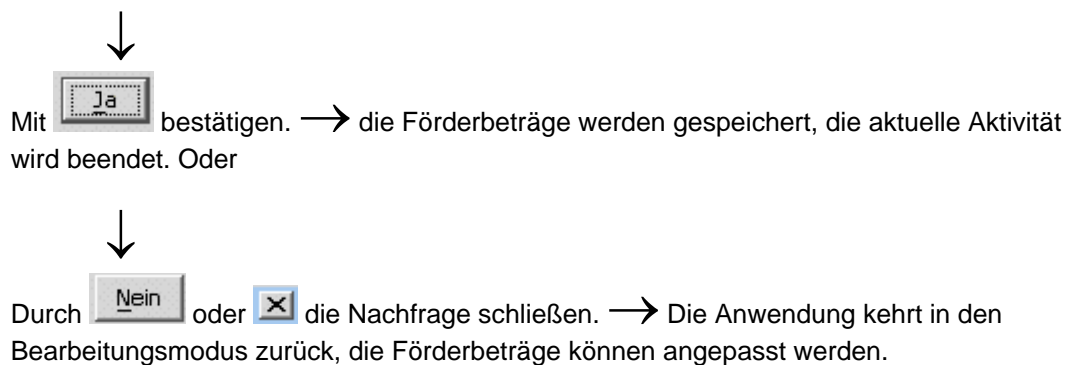 ↓
Mit Ja bestätigen. → die Förderbeträge werden gespeichert, die aktuelle Aktivität
wird beendet. Oder
↓
Durch Nein oder X die Nachfrage schließen. → Die Anwendung kehrt in den
Bearbeitungsmodus zurück, die Förderbeträge können angepasst werden.